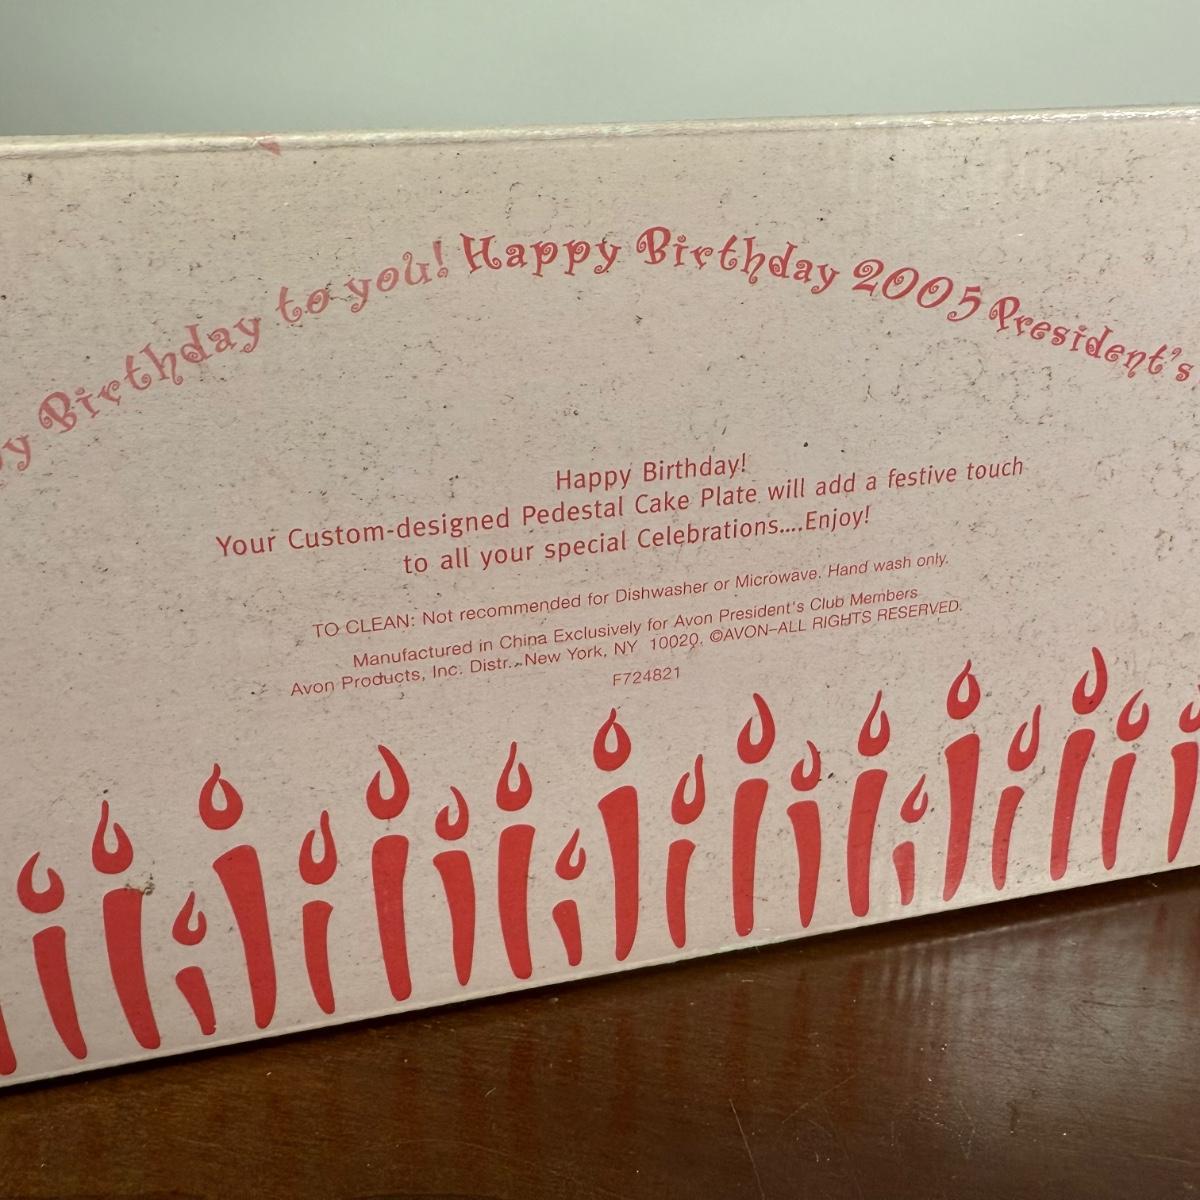 Birthday to you! Happy Birthday 2005 President's
Happy Birthday!
Your Custom-designed Pedestal Cake Plate will add a festive touch
to all your special Celebrations....Enjoy!
TO CLEAN: Not recommended for Dishwasher or Microwave. Hand wash only.
Manufactured in China Exclusively for Avon President's Club Members
Avon Products, Inc. Distr., New York, NY 10020. ©AVON–ALL RIGHTS RESERVED.
F724821